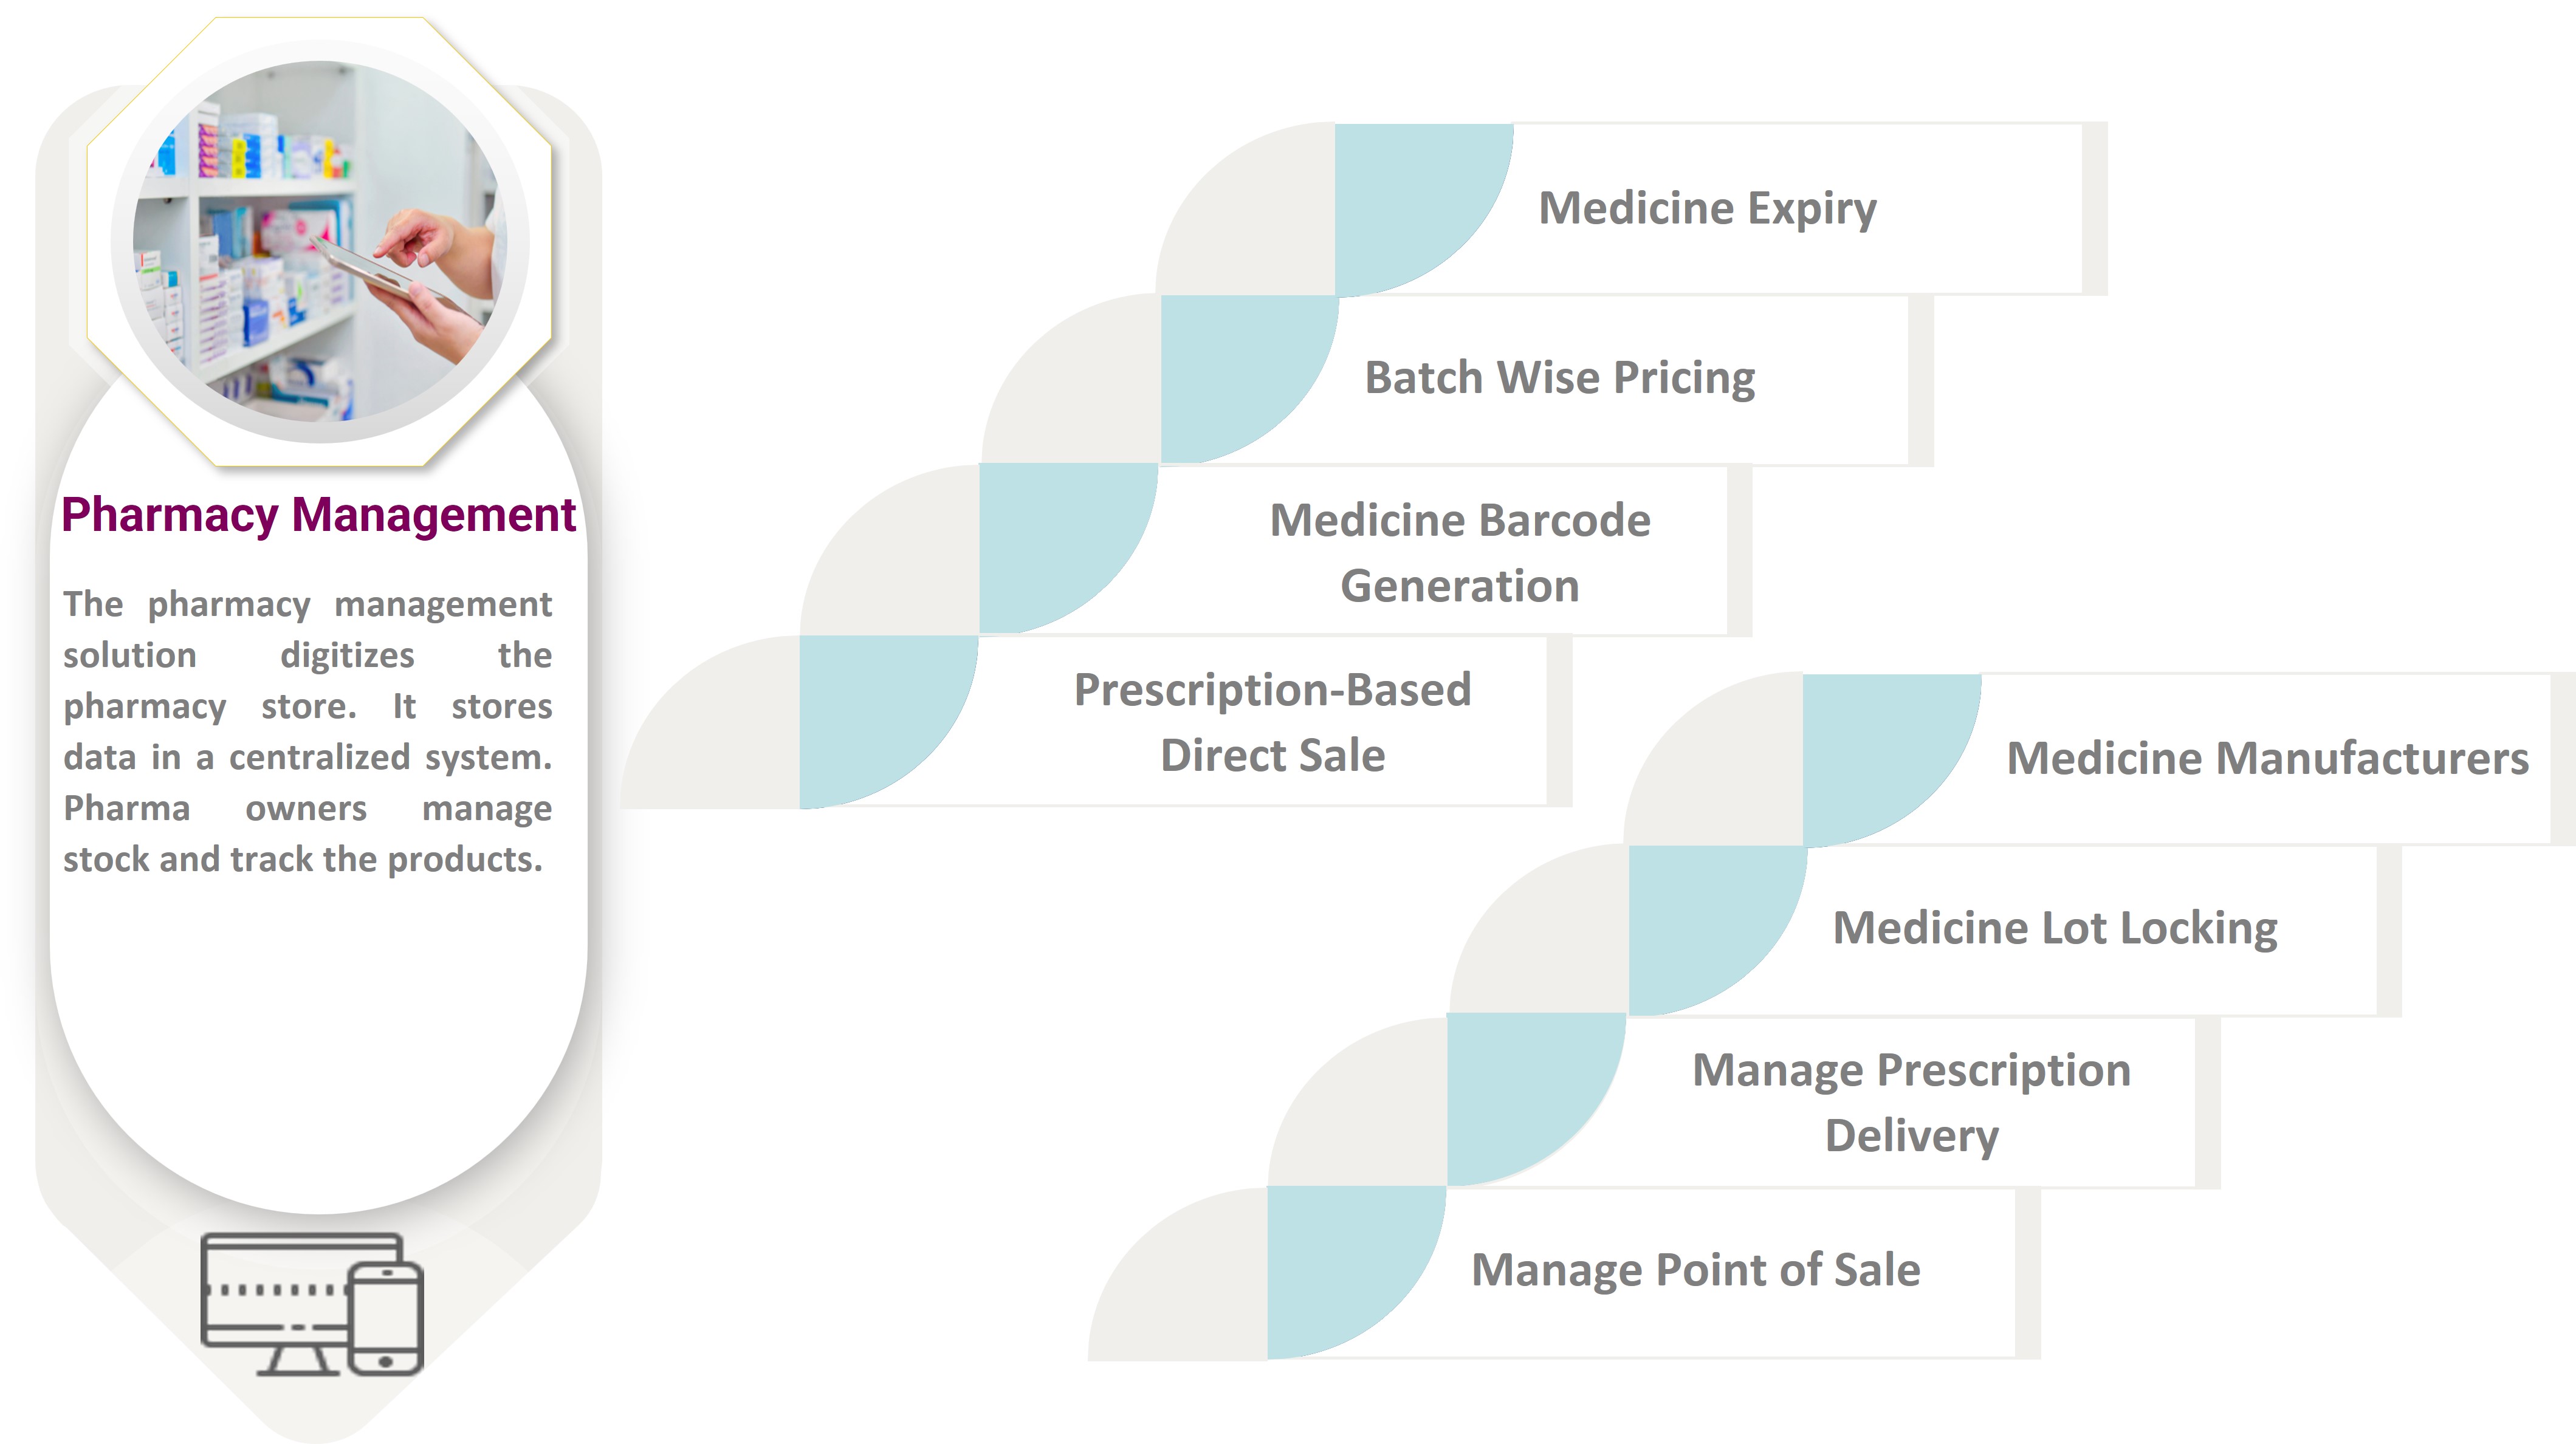 Pharmacy Management
The pharmacy management
solution digitizes the
pharmacy store. It stores
data in a centralized system.
Pharma owners manage
stock and track the products.
Medicine Expiry
Batch Wise Pricing
Medicine Barcode
Generation
Prescription-Based
Direct Sale
Medicine Manufacturers
Medicine Lot Locking
Manage Prescription
Delivery
Manage Point of Sale